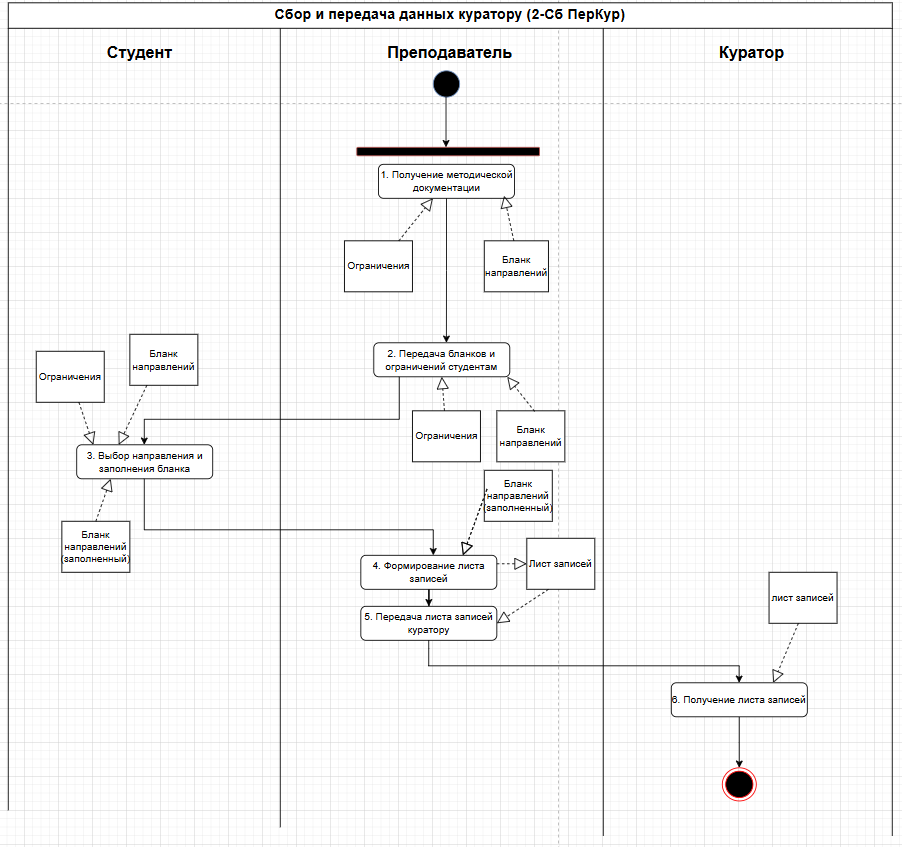 Сбор и передача данных куратору (2-Сб ПерКур)
Студент
Преподаватель
Куратор
1. Получение методической
документации
Ограничения
Бланк
направлений
2. Передача бланков и
ограничений студентам
Ограничения
Бланк
направлений
Ограничения
Бланк
направлений
3. Выбор направления и
заполнения бланка
Бланк
направлений
(заполненный)
Бланк
направлений
(заполненный)
4. Формирование листа
записей
Лист записей
5. Передача листа записей
куратору
лист записей
6. Получение листа записей